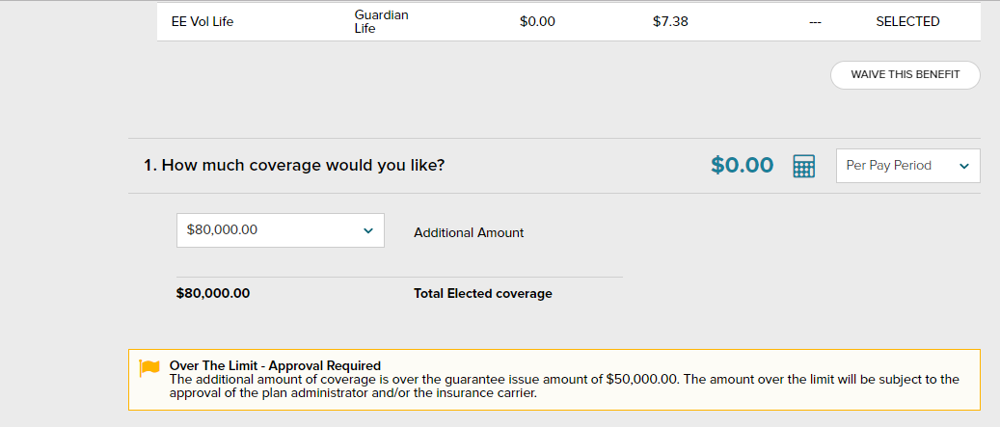 EE Vol Life Guardian Life $0.00 $7.38 --- SELECTED
WAIVE THIS BENEFIT
1. How much coverage would you like? $0.00 Per Pay Period
$80,000.00 Additional Amount
$80,000.00 Total Elected coverage
Over The Limit - Approval Required
The additional amount of coverage is over the guarantee issue amount of $50,000.00. The amount over the limit will be subject to the
approval of the plan administrator and/or the insurance carrier.